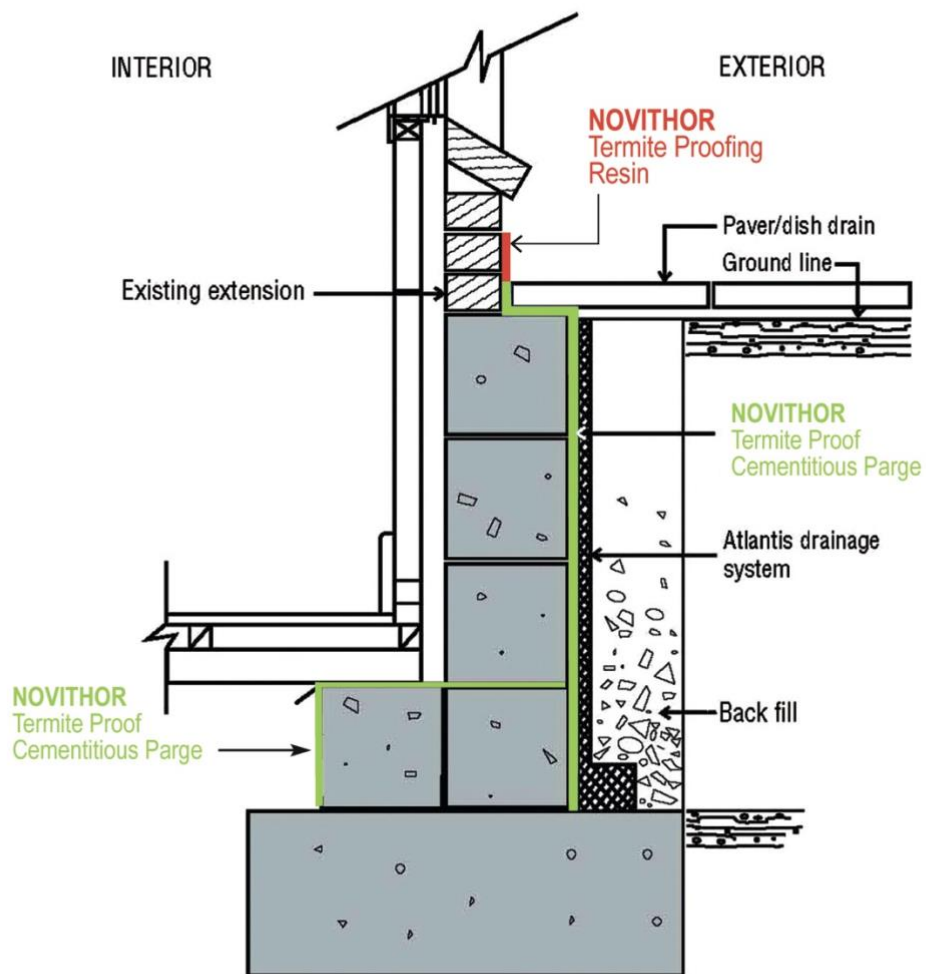 INTERIOR
EXTERIOR
NOVITHOR
Termite Proofing
Resin
Paver/dish drain
Ground line
Existing extension
NOVITHOR
Termite Proof
Cementitious Parge
Atlantis drainage
system
NOVITHOR
Termite Proof
Cementitious Parge
Back fill